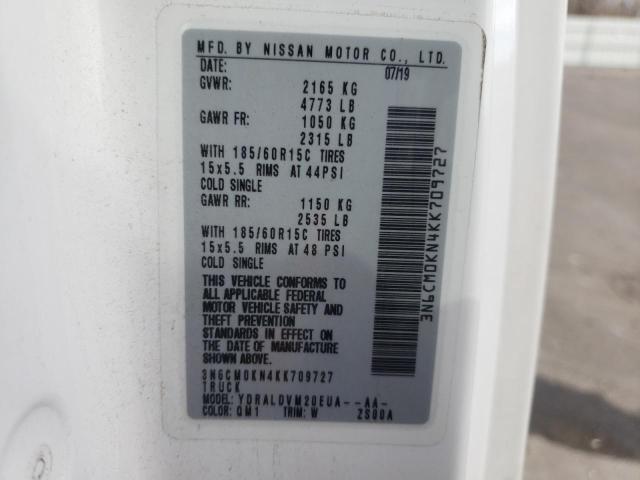 MFD. BY NISSAN MOTOR CO., LTD.
DATE: 07/19
GVWR: 2165 KG
4773 LB
GAWR FR: 1050 KG
2315 LB
WITH 185/60R15C TIRES
15x5.5 RIMS AT 44PSI
COLD SINGLE
GAWR RR: 1150 KG
2535 LB
WITH 185/60R15C TIRES
15x5.5 RIMS AT 48 PSI
COLD SINGLE
THIS VEHICLE CONFORMS TO
ALL APPLICABLE FEDERAL
MOTOR VEHICLE SAFETY AND
THEFT PREVENTION
STANDARDS IN EFFECT ON
THE DATE OF MANUFACTURE
SHOWN ABOVE.
3N6CM0KN4KK709727
TRUCK
MODEL: YDRALDVM20EUA--AA-
COLOR: QM1 TRIM: W 2S00A
3N6CM0KN4KK709727